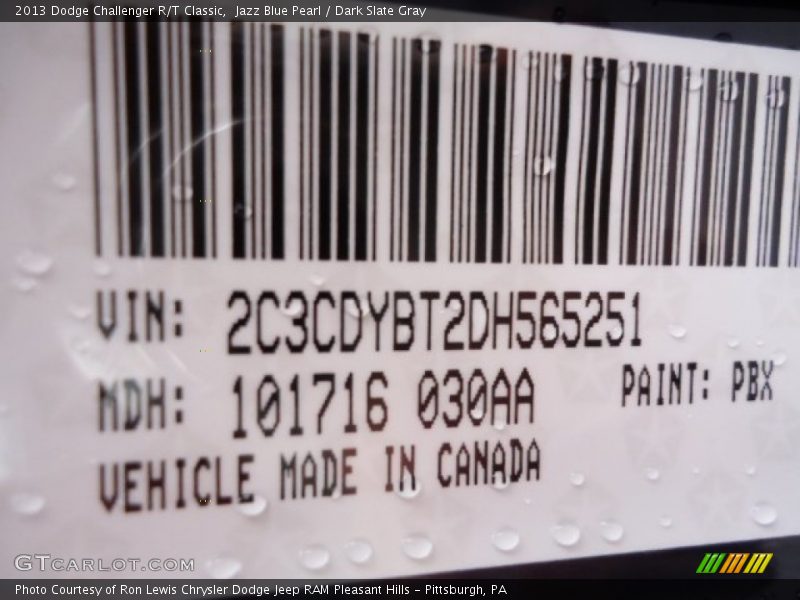 2013 Dodge Challenger R/T Classic,  Jazz Blue Pearl / Dark Slate Gray
VIN: 2C3CDYBT2DH565251
MDH: 101716 030AA PAINT: PBX
VEHICLE MADE IN CANADA
GTcarlot.com
Photo Courtesy of Ron Lewis Chrysler Dodge Jeep RAM Pleasant Hills - Pittsburgh, PA